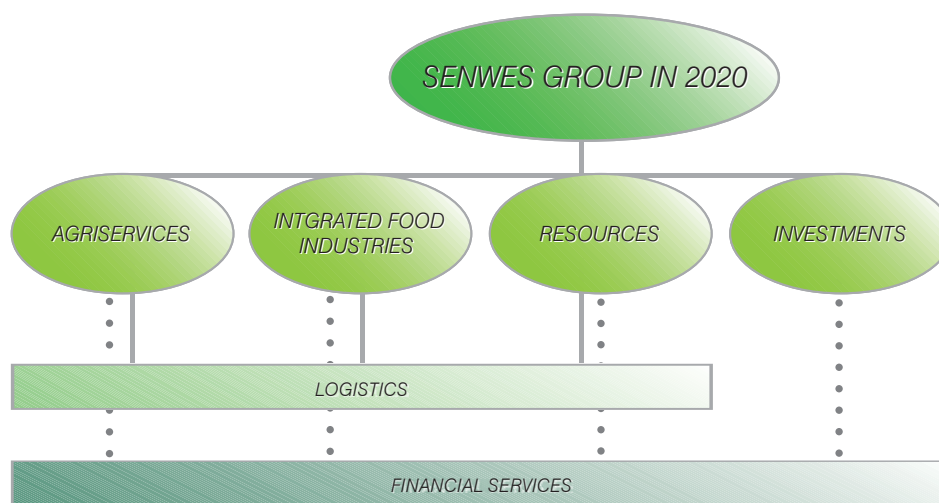 SENWES GROUP IN 2020
AGRISERVICES
INTGRATED FOOD
INDUSTRIES
RESOURCES
INVESTMENTS
LOGISTICS
FINANCIAL SERVICES